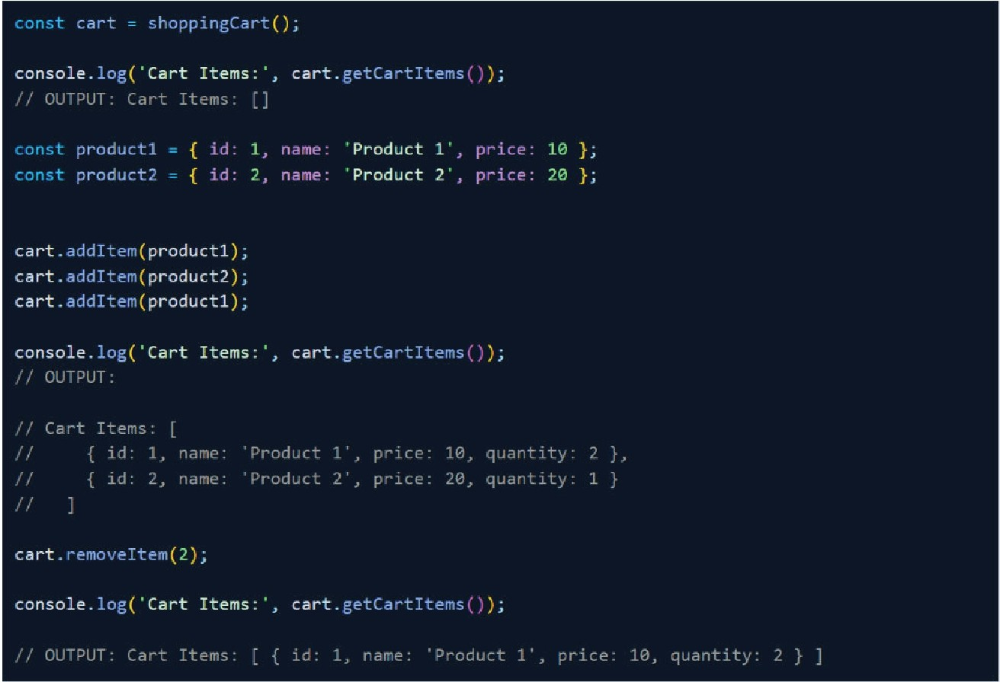 const cart = shoppingCart();
console.log('Cart Items:', cart.getCartItems());
// OUTPUT: Cart Items: []
const product1 = { id: 1, name: 'Product 1', price: 10 };
const product2 = { id: 2, name: 'Product 2', price: 20 };
cart.addItem(product1);
cart.addItem(product2);
cart.addItem(product1);
console.log('Cart Items:', cart.getCartItems());
// OUTPUT:
// Cart Items: [
//     { id: 1, name: 'Product 1', price: 10, quantity: 2 },
//     { id: 2, name: 'Product 2', price: 20, quantity: 1 }
//   ]
cart.removeItem(2);
console.log('Cart Items:', cart.getCartItems());
// OUTPUT: Cart Items: [ { id: 1, name: 'Product 1', price: 10, quantity: 2 } ]